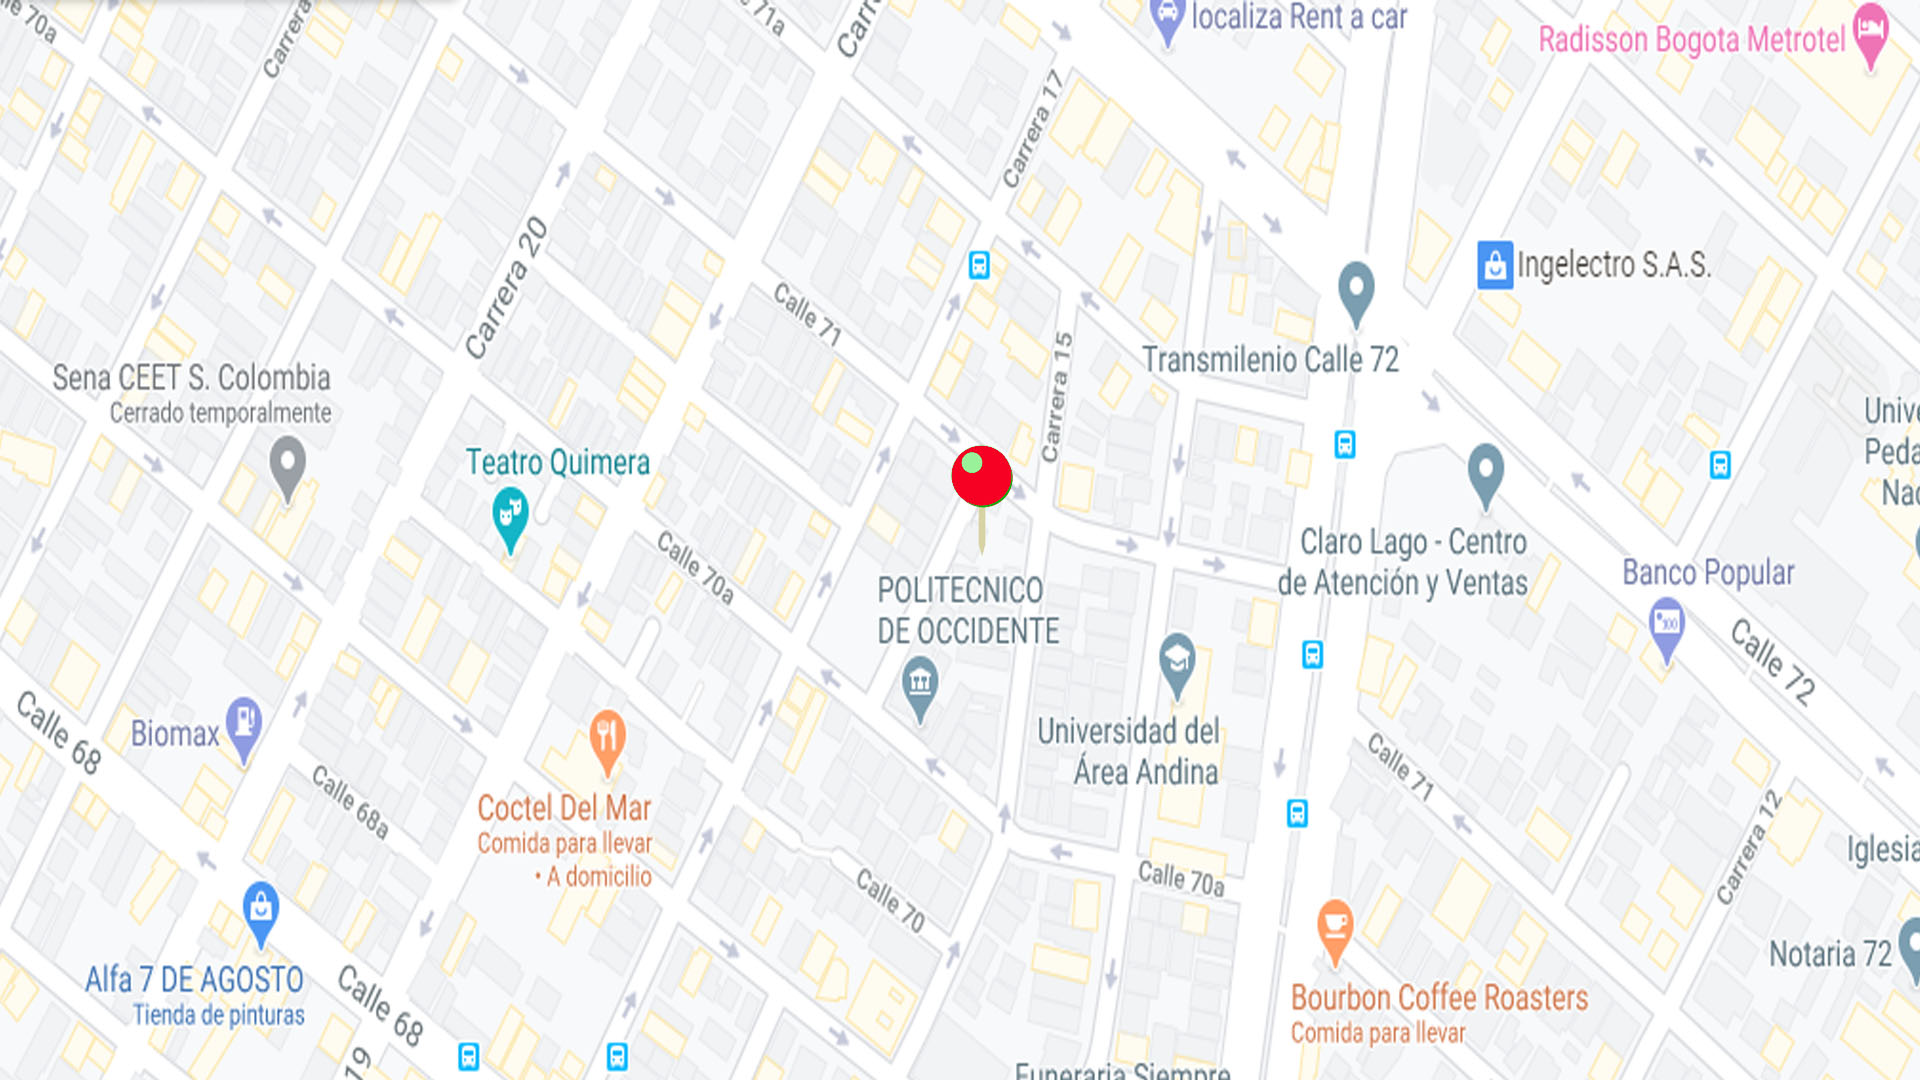 70a
Carrera
71a
Carr
localiza Rent a car
Radisson Bogota Metrotel
Carrera 17
Carrera 20
Ingelectro S.A.S.
Calle 71
Carrera 15
Transmilenio Calle 72
Sena CEET S. Colombia
Cerrado temporalmente
Unive
Peda
Nac
Teatro Quimera
Claro Lago - Centro
de Atención y Ventas
Calle 70a
POLITECNICO
DE OCCIDENTE
Banco Popular
Calle 72
Calle 68
Biomax
Universidad del
Área Andina
Calle 71
Calle 68a
Coctel Del Mar
Comida para llevar
• A domicilio
Carrera 12
Iglesia
Calle 70
Calle 70a
Notaria 72
Alfa 7 DE AGOSTO
Tienda de pinturas
Calle 68
Bourbon Coffee Roasters
Comida para llevar
19
Funeraria Siempre